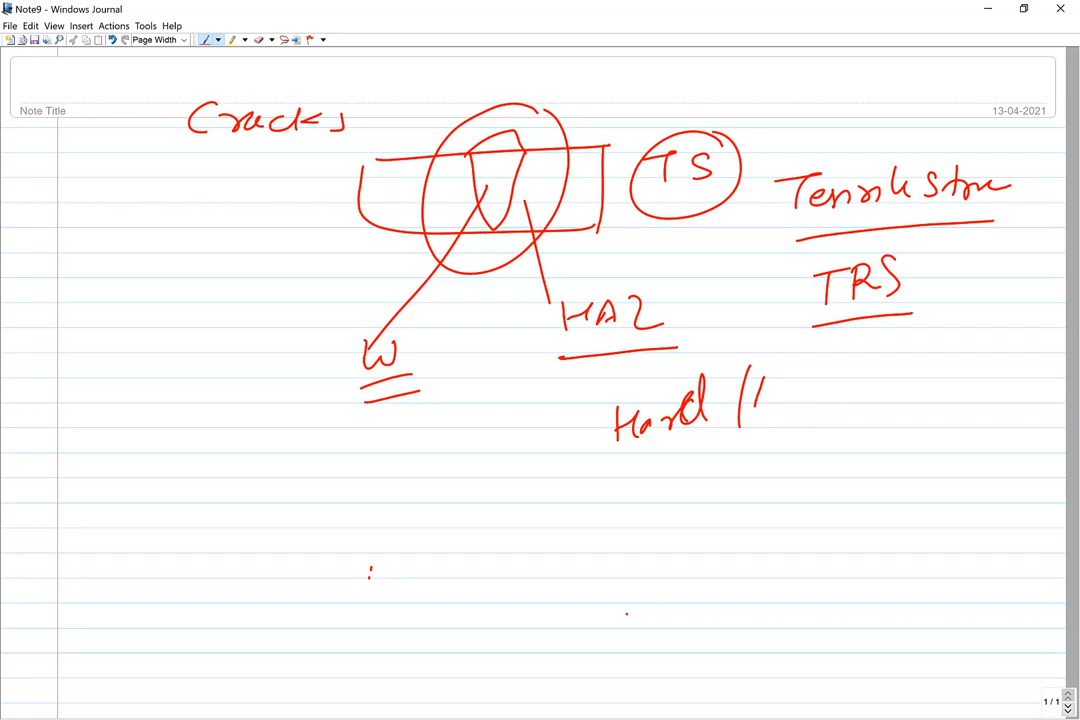 Note9 - Windows Journal
File Edit View Insert Actions Tools Help
Page Width
Note Title
13-04-2021
Cracks
TS
Tensile Stre
TRS
HAZ
W
Hard
1 / 1